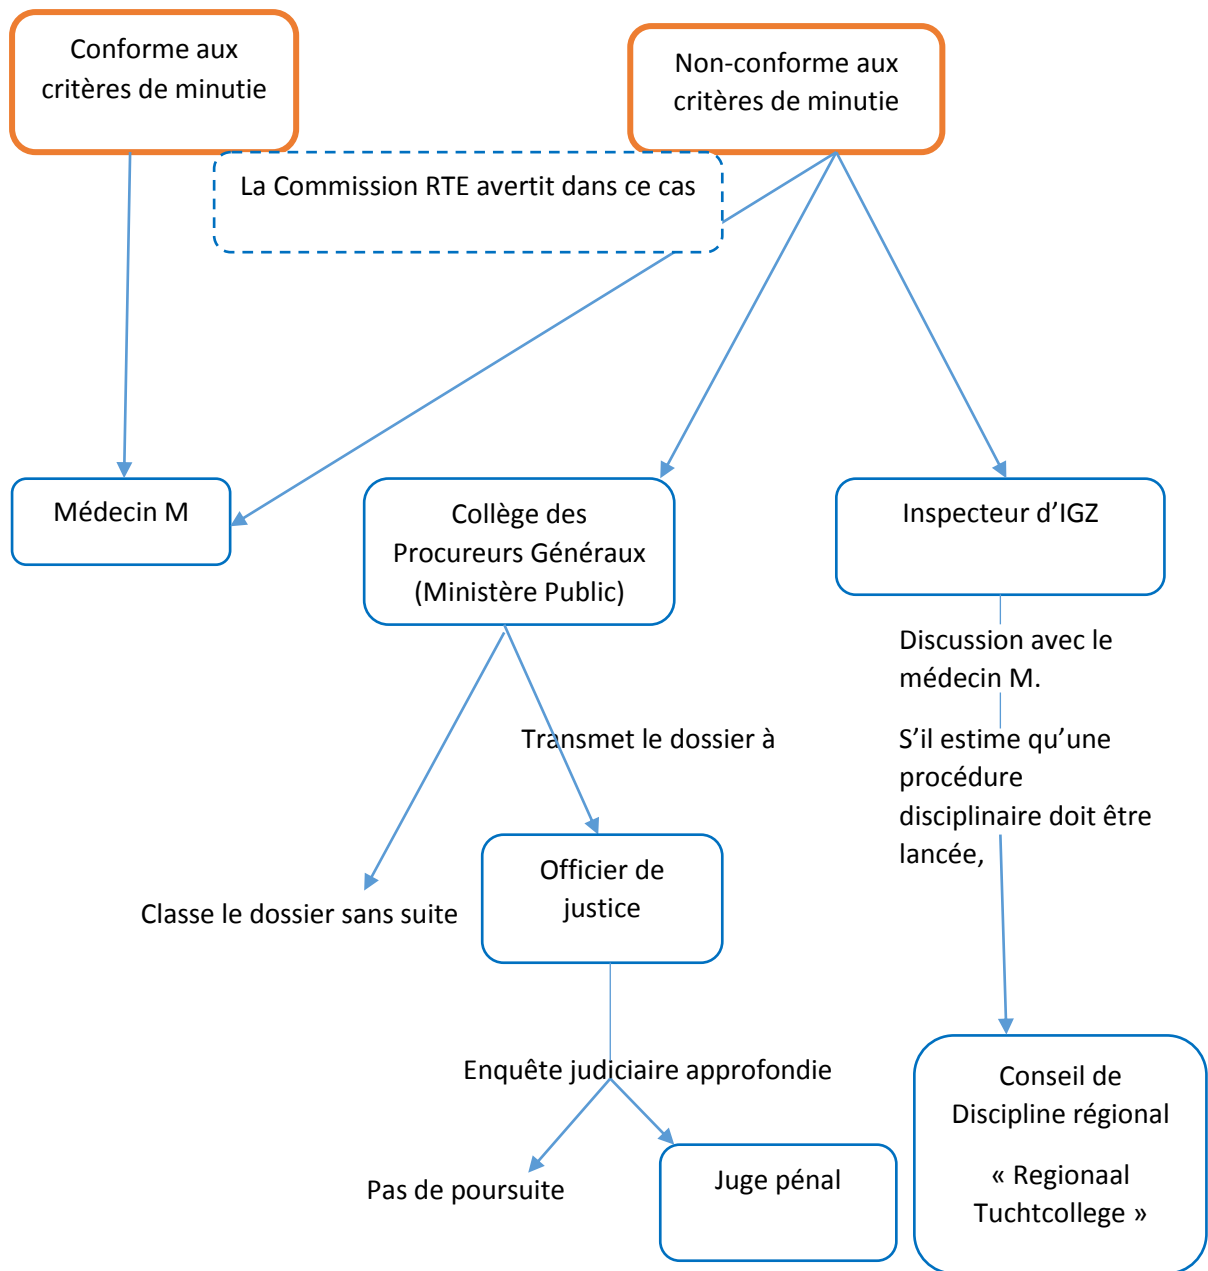 Conforme aux
critères de minutie
Non-conforme aux
critères de minutie
La Commission RTE avertit dans ce cas
Médecin M
Collège des
Procureurs Généraux
(Ministère Public)
Inspecteur d’IGZ
Discussion avec le
médecin M.
S’il estime qu’une
procédure
disciplinaire doit être
lancée,
Transmet le dossier à
Officier de
justice
Classe le dossier sans suite
Enquête judiciaire approfondie
Pas de poursuite
Juge pénal
Conseil de
Discipline régional
« Regionaal
Tuchtcollege »